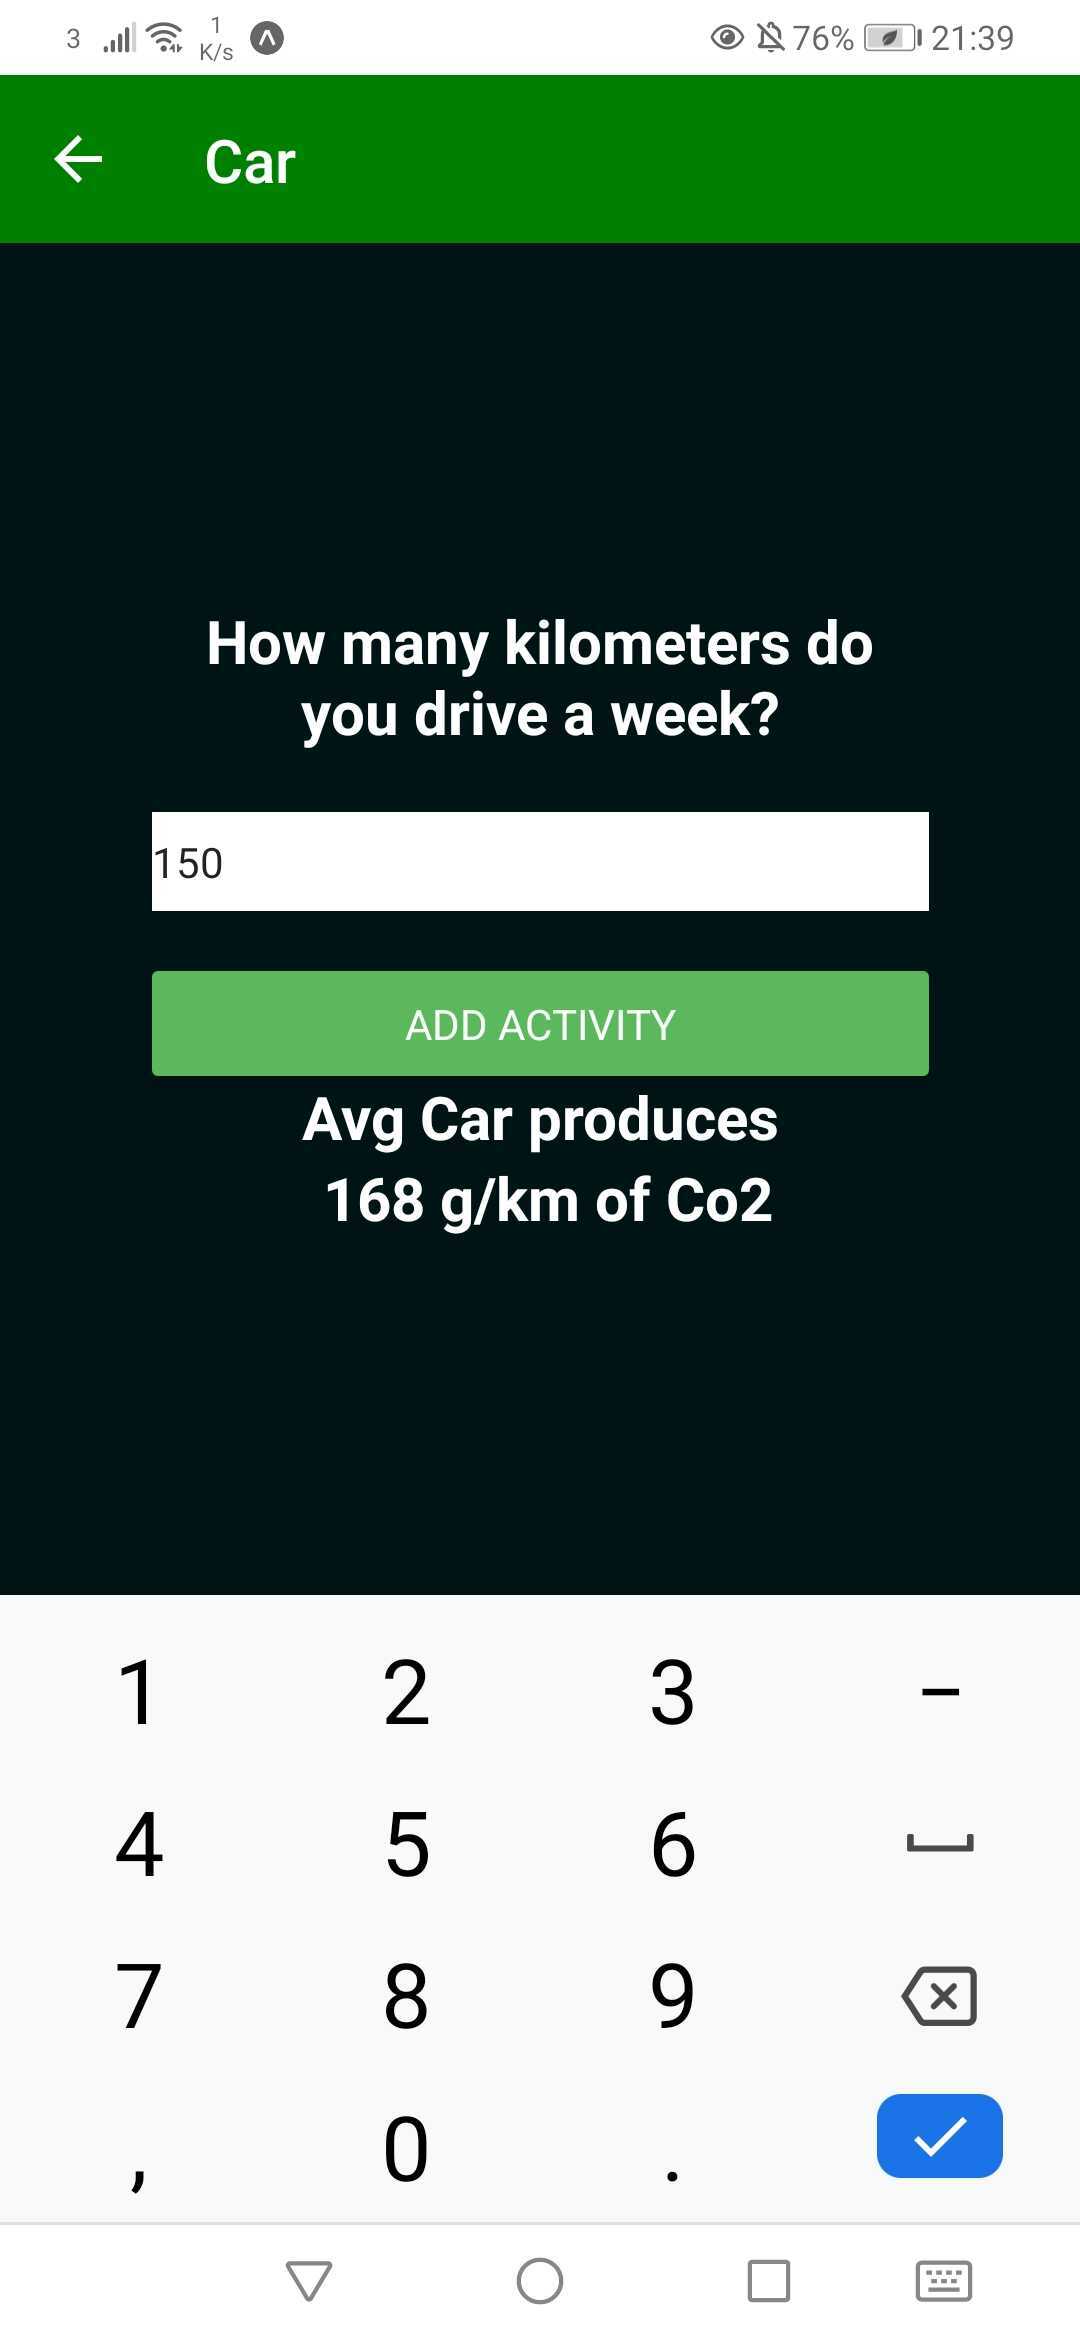 3 1 K/s 76% 21:39
Car
How many kilometers do
you drive a week?
150
ADD ACTIVITY
Avg Car produces
168 g/km of Co2
1 2 3 –
4 5 6
7 8 9
, 0 .